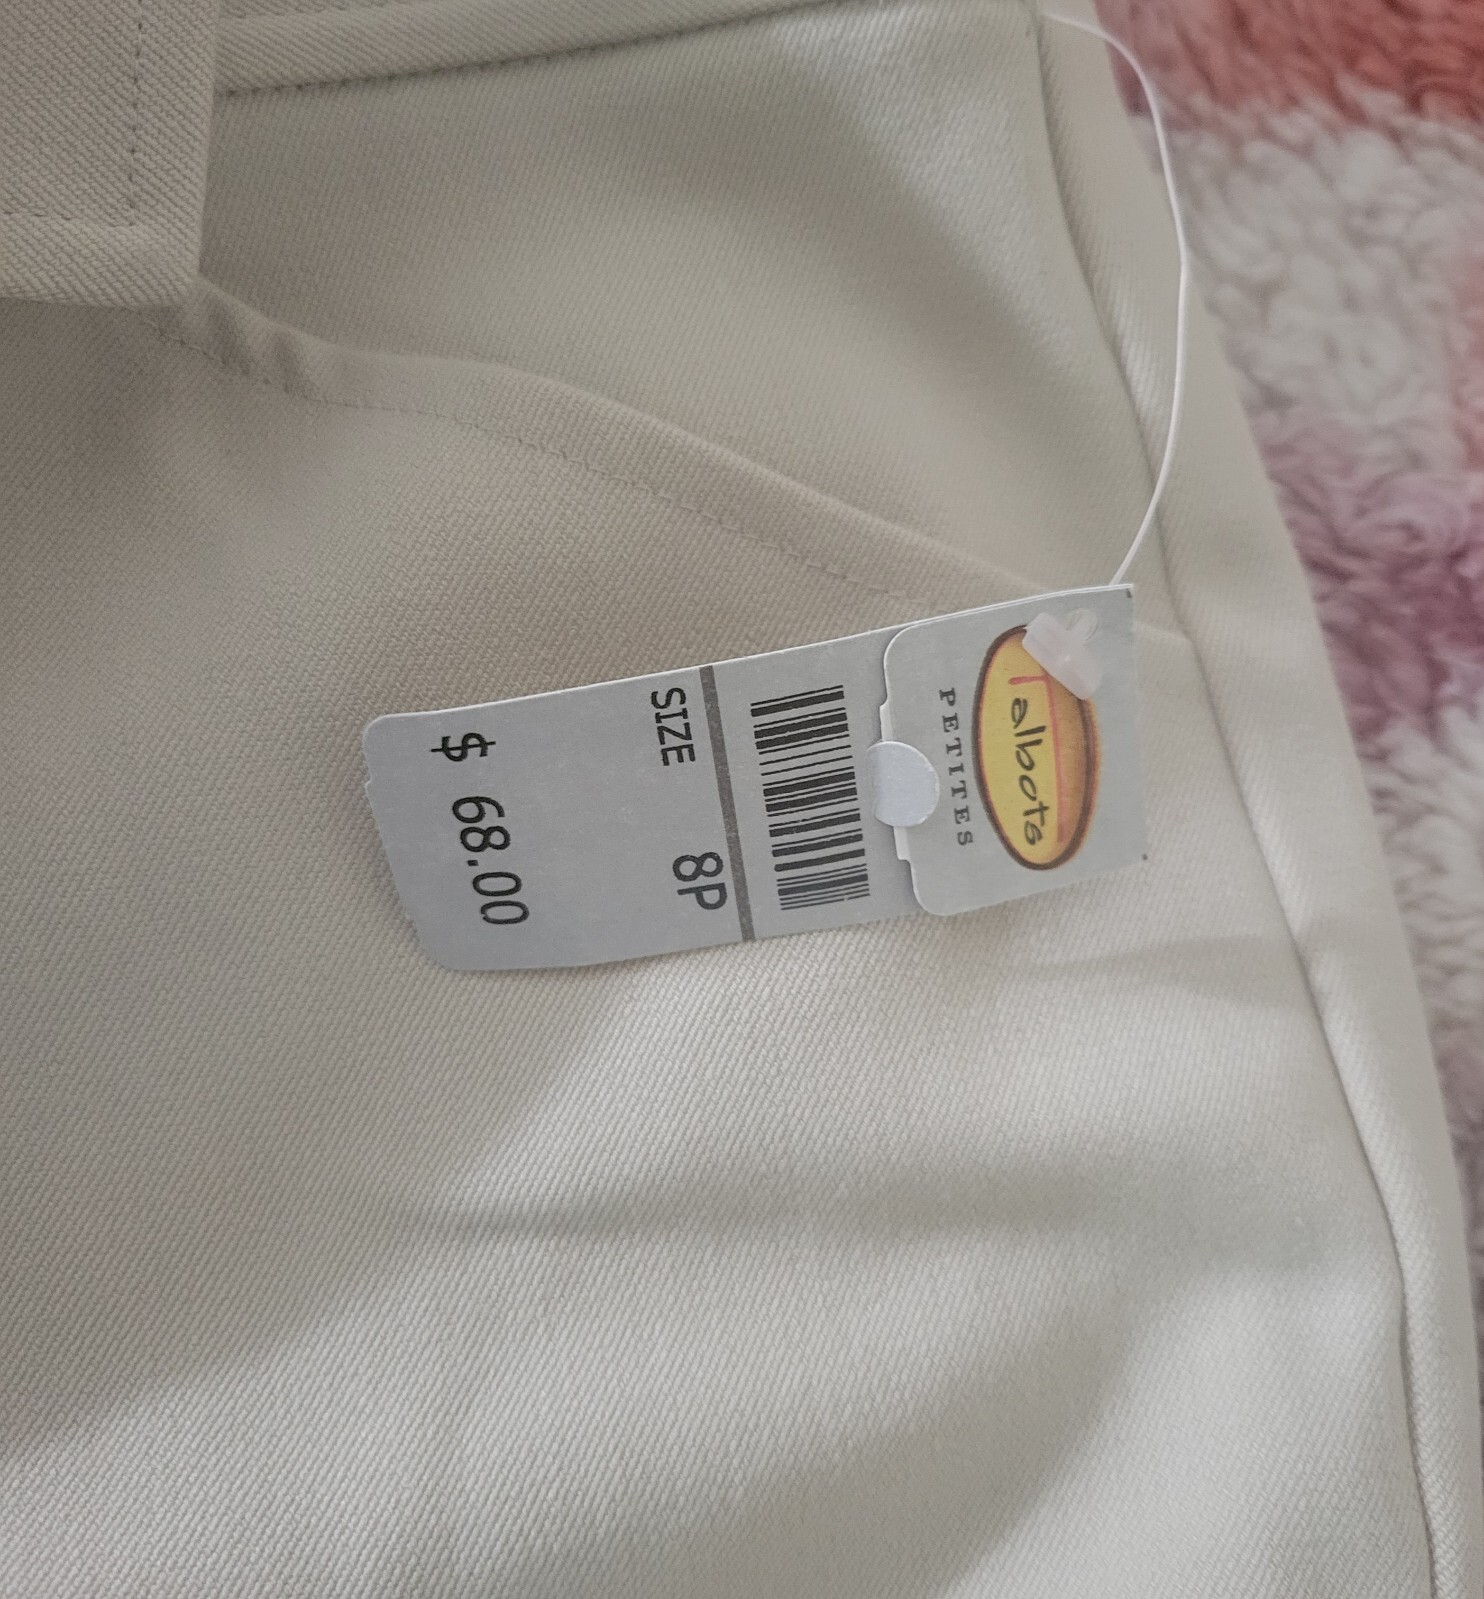 Talbots
PETITES
SIZE 8P
$ 68.00